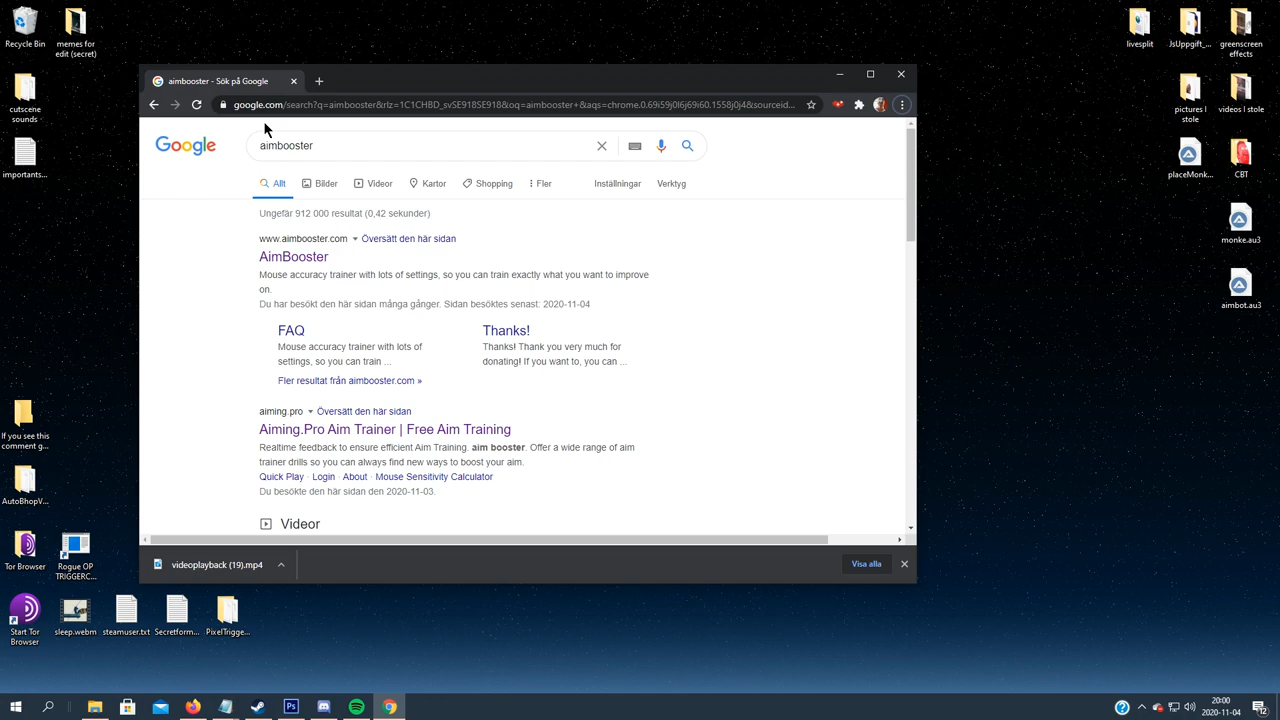 Recycle Bin
memes for
edit (secret)
cutscene
sounds
importants...
If you see this
comment g...
AutoBhopV...
Tor Browser
Rogue OP
TRIGGERC...
Start Tor
Browser
sleep.webm
steamuser.txt
Secretform...
PixelTrigge...
livesplit
JsUppgift_...
greenscreen
effects
pictures I
stole
videos I stole
placeMonk...
CBT
monke.au3
aimbot.au3
aimbooster - Sök på Google
google.com/search?q=aimbooster&rlz=1C1CHBD_svSE918SE918&oq=aimbooster+&aqs=chrome.0.69i59j0l6j69i60.1558j0j4&sourceid...
Google
aimbooster
Allt Bilder Videor Kartor Shopping Fler Inställningar Verktyg
Ungefär 912 000 resultat (0,42 sekunder)
www.aimbooster.com Översätt den här sidan
AimBooster
Mouse accuracy trainer with lots of settings, so you can train exactly what you want to improve
on.
Du har besökt den här sidan många gånger. Sidan besöktes senast: 2020-11-04
FAQ
Mouse accuracy trainer with lots of
settings, so you can train ...
Thanks!
Thanks! Thank you very much for
donating! If you want to, you can ...
Fler resultat från aimbooster.com »
aiming.pro Översätt den här sidan
Aiming.Pro Aim Trainer | Free Aim Training
Realtime feedback to ensure efficient Aim Training. aim booster. Offer a wide range of aim
trainer drills so you can always find new ways to boost your aim.
Quick Play · Login · About · Mouse Sensitivity Calculator
Du besökte den här sidan den 2020-11-03.
Videor
videoplayback (19).mp4
Visa alla
Ps
20:00
2020-11-04
12